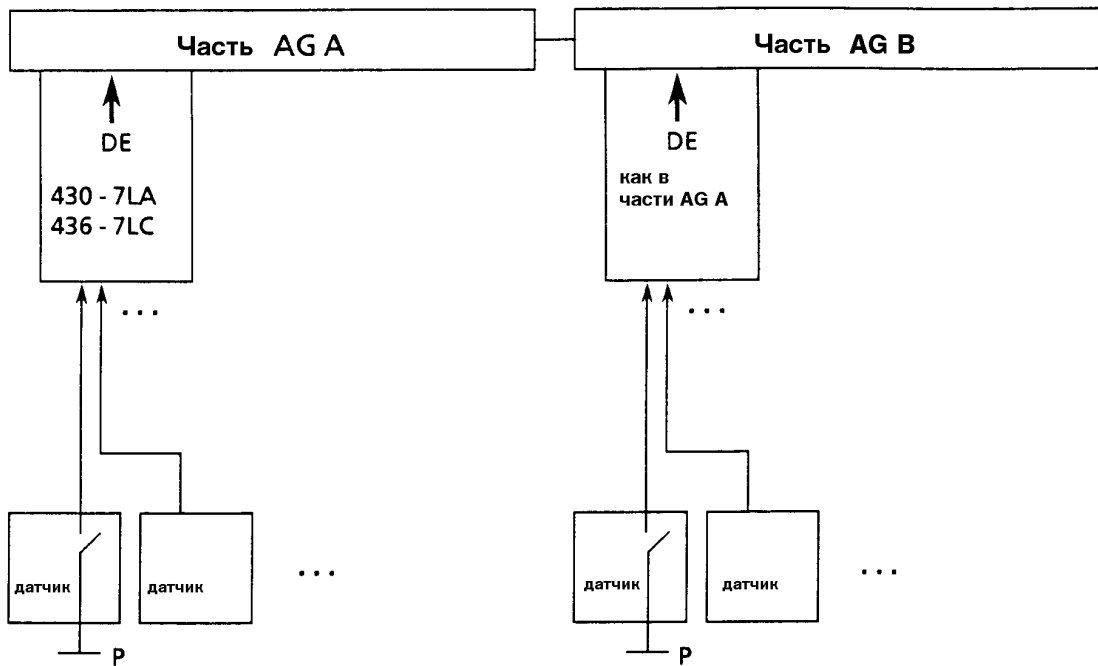 Часть AG A
Часть AG B
DE
430 - 7LA
436 - 7LC
DE
как в
части AG A
...
...
датчик
датчик
...
датчик
датчик
...
P
P